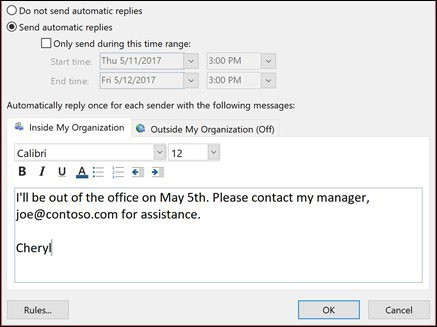 Do not send automatic replies
Send automatic replies
Only send during this time range:
Start time: Thu 5/11/2017 3:00 PM
End time: Fri 5/12/2017 3:00 PM
Automatically reply once for each sender with the following messages:
Inside My Organization Outside My Organization (Off)
Calibri 12
B I U A
I'll be out of the office on May 5th. Please contact my manager,
joe@contoso.com for assistance.
Cheryl
Rules... OK Cancel